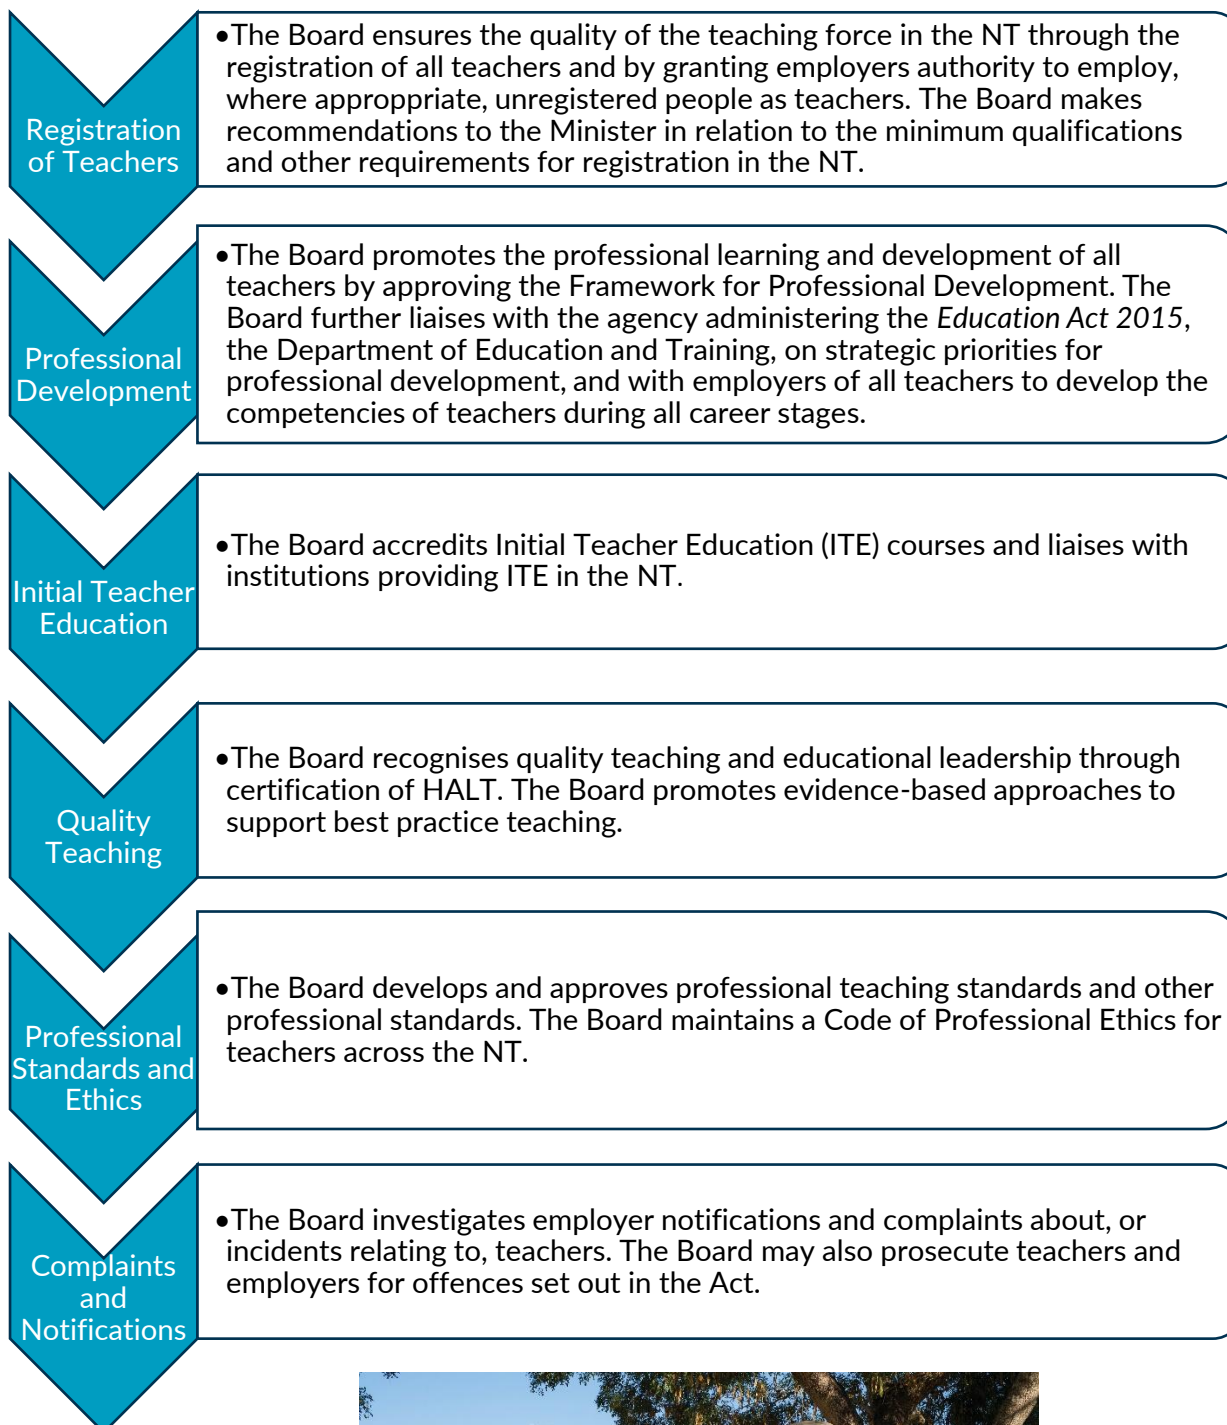 Registration
of Teachers
•The Board ensures the quality of the teaching force in the NT through the
registration of all teachers and by granting employers authority to employ,
where approppriate, unregistered people as teachers. The Board makes
recommendations to the Minister in relation to the minimum qualifications
and other requirements for registration in the NT.
Professional
Development
•The Board promotes the professional learning and development of all
teachers by approving the Framework for Professional Development. The
Board further liaises with the agency administering the Education Act 2015,
the Department of Education and Training, on strategic priorities for
professional development, and with employers of all teachers to develop the
competencies of teachers during all career stages.
Initial Teacher
Education
•The Board accredits Initial Teacher Education (ITE) courses and liaises with
institutions providing ITE in the NT.
Quality
Teaching
•The Board recognises quality teaching and educational leadership through
certification of HALT. The Board promotes evidence-based approaches to
support best practice teaching.
Professional
Standards and
Ethics
•The Board develops and approves professional teaching standards and other
professional standards. The Board maintains a Code of Professional Ethics for
teachers across the NT.
Complaints
and
Notifications
•The Board investigates employer notifications and complaints about, or
incidents relating to, teachers. The Board may also prosecute teachers and
employers for offences set out in the Act.